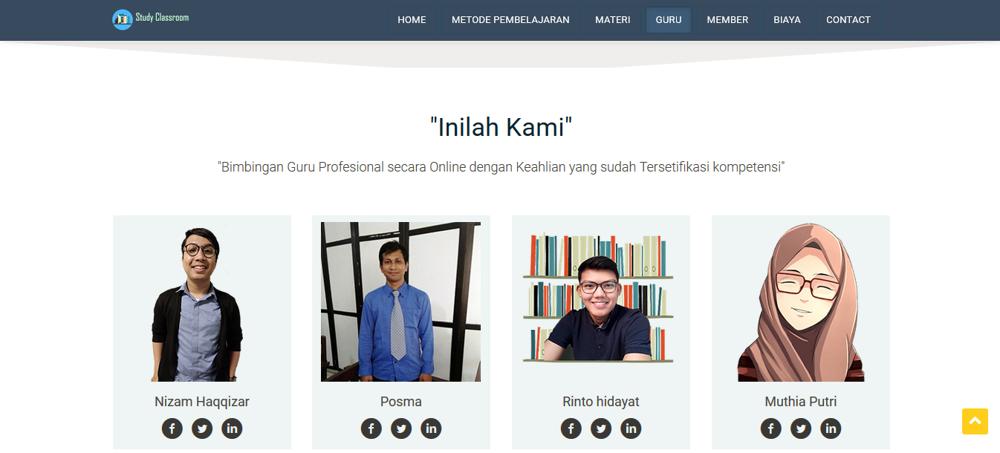 Study Classroom
HOME METODE PEMBELAJARAN MATERI GURU MEMBER BIAYA CONTACT
"Inilah Kami"
"Bimbingan Guru Profesional secara Online dengan Keahlian yang sudah Tersetifikasi kompetensi"
Nizam Haqqizar
Posma
Rinto hidayat
Muthia Putri